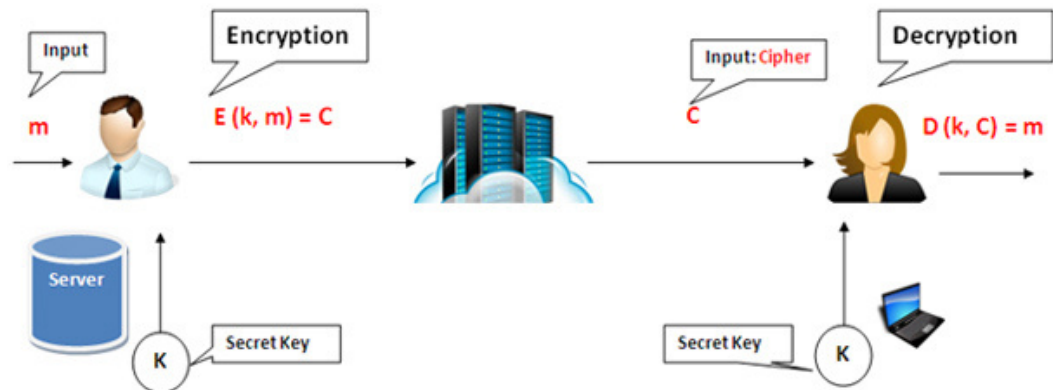 Input
Encryption
Input: Cipher
Decryption
m
E (k, m) = C
C
D (k, C) = m
Server
K
Secret Key
Secret Key
K